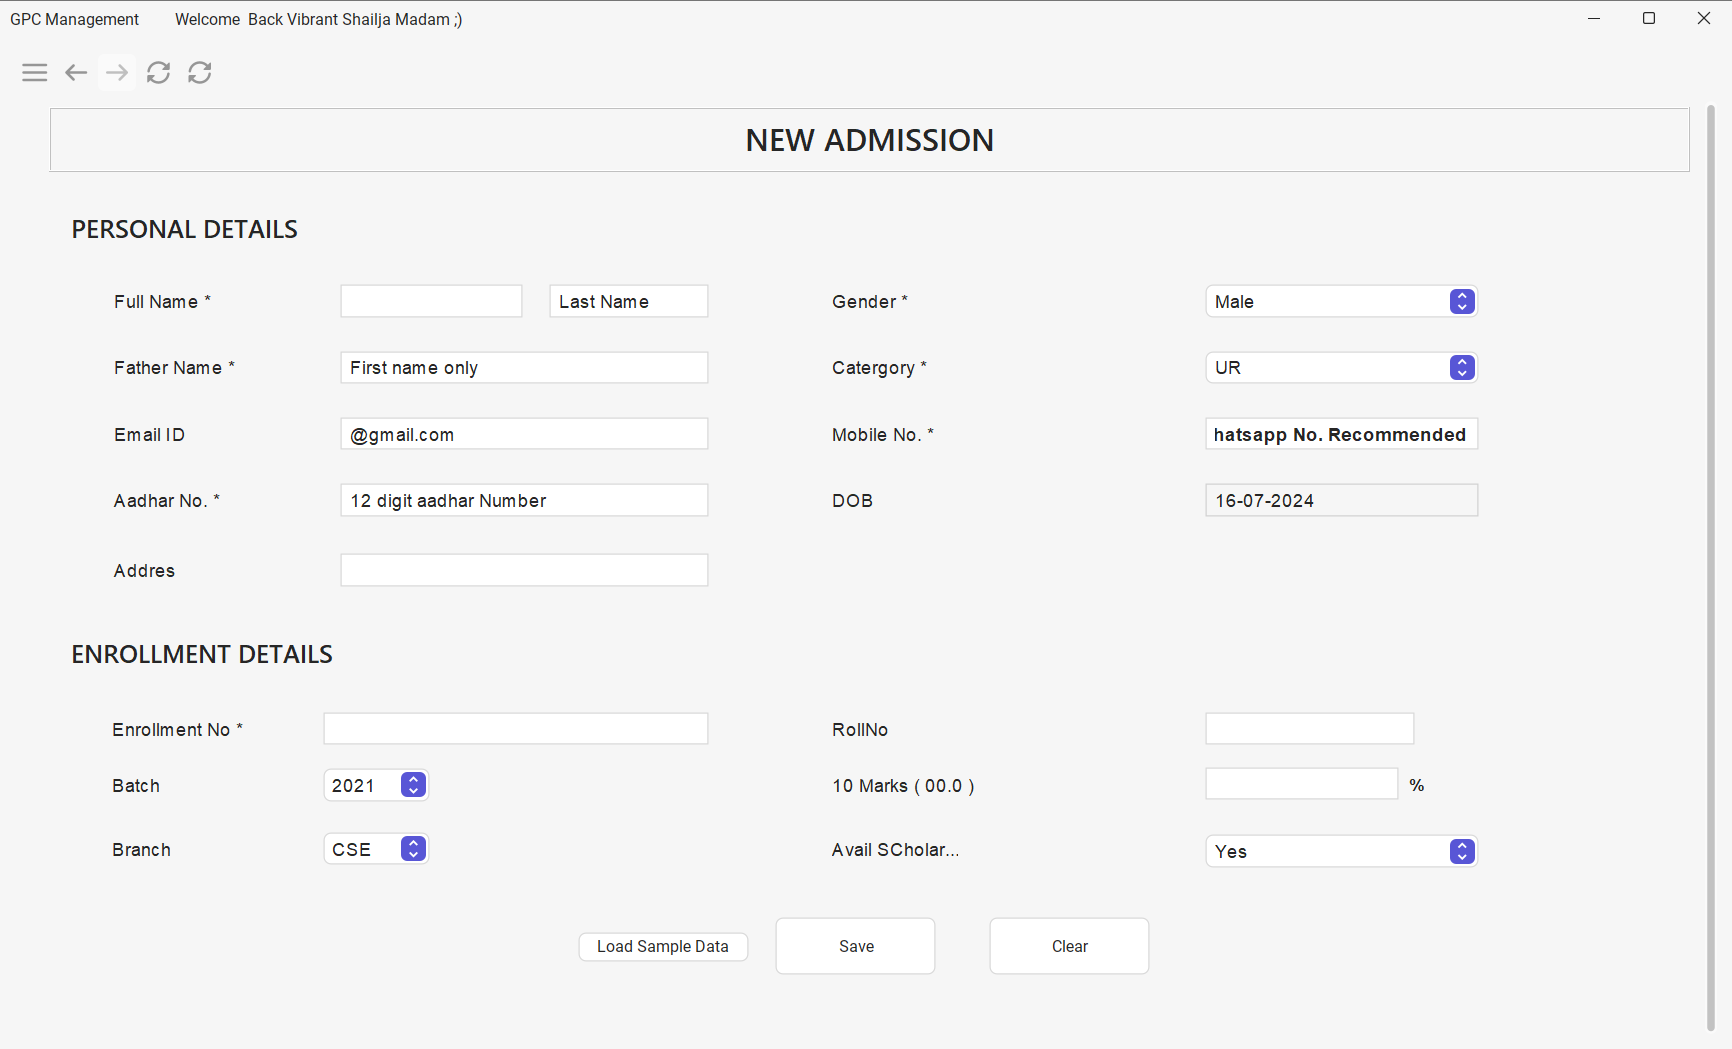 GPC Management Welcome Back Vibrant Shailja Madam ;)
NEW ADMISSION
PERSONAL DETAILS
Full Name * Last Name Gender * Male
Father Name * First name only Catergory * UR
Email ID @gmail.com Mobile No. * hatsapp No. Recommended
Aadhar No. * 12 digit aadhar Number DOB 16-07-2024
Addres
ENROLLMENT DETAILS
Enrollment No * RollNo
Batch 2021 10 Marks ( 00.0 ) %
Branch CSE Avail SCholar... Yes
Load Sample Data Save Clear